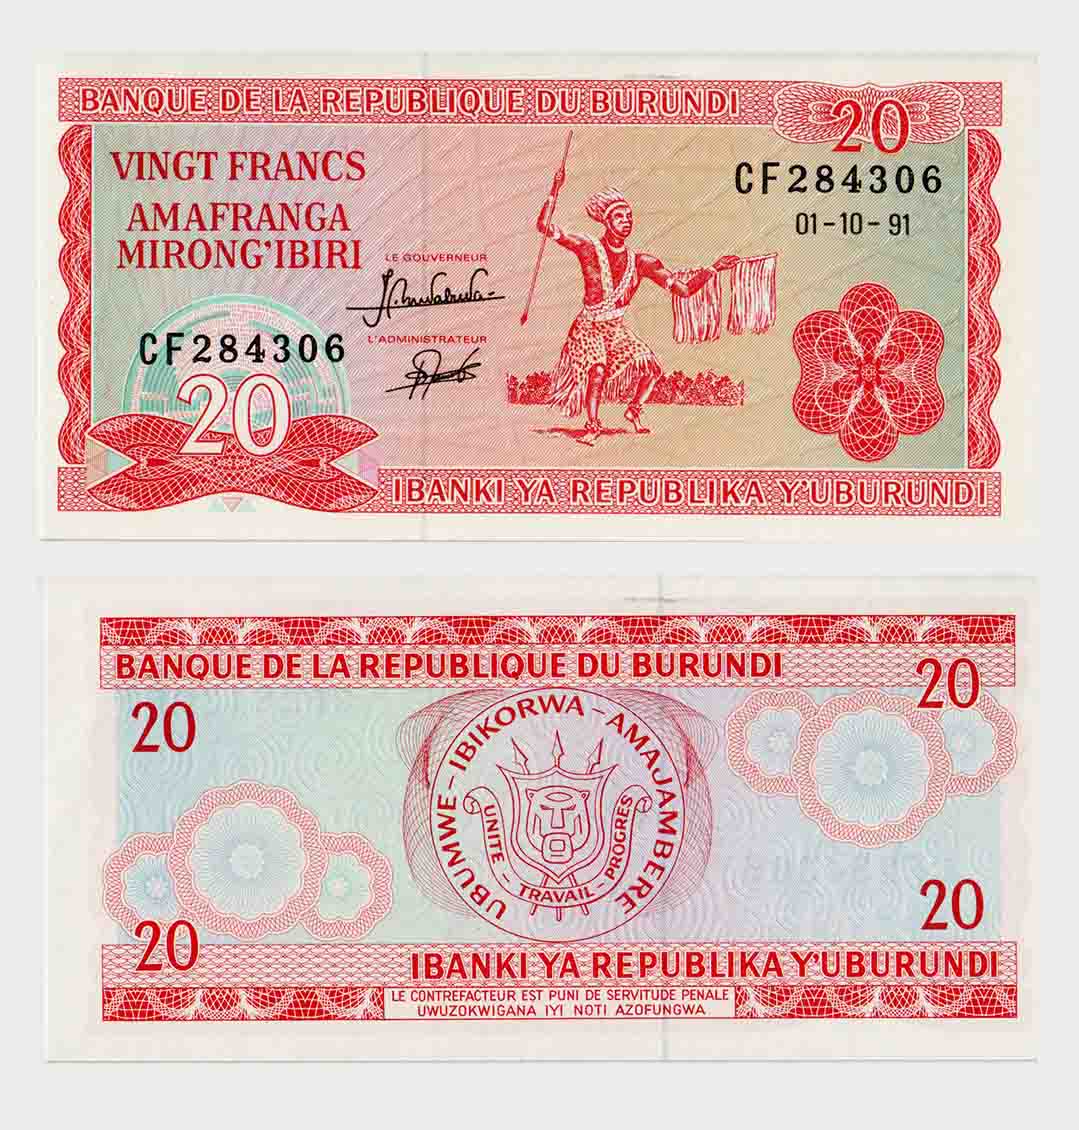 BANQUE DE LA REPUBLIQUE DU BURUNDI
20
VINGT FRANCS
AMAFRANGA
MIRONG'IBIRI
CF284306
01-10-91
LE GOUVERNEUR
L'ADMINISTRATEUR
CF284306
20
IBANKI YA REPUBLIKA Y'UBURUNDI
BANQUE DE LA REPUBLIQUE DU BURUNDI
20
20
UBUMWE - IBIKORWA - AMAJAMBERE
UNITE - TRAVAIL - PROGRES
20
20
IBANKI YA REPUBLIKA Y'UBURUNDI
LE CONTREFACTEUR EST PUNI DE SERVITUDE PENALE
UWUZOKWIGANA IYI NOTI AZOFUNGWA